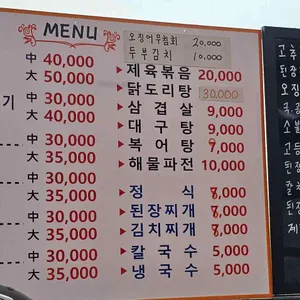 MENU
中 40,000
大 50,000
기 中 30,000
大 40,000
中 30,000
大 35,000
中 30,000
大 35,000
中 30,000
大 35,000
오징어무침회 20,000
두부김치 10,000
제육볶음 20,000
닭도리탕 30,000
삼겹살 9,000
대구탕 9,000
복어탕 7,000
해물파전 10,000
정식 8,000
된장찌개 8,000
김치찌개 8,000
칼국수 5,000
냉국수 5,000